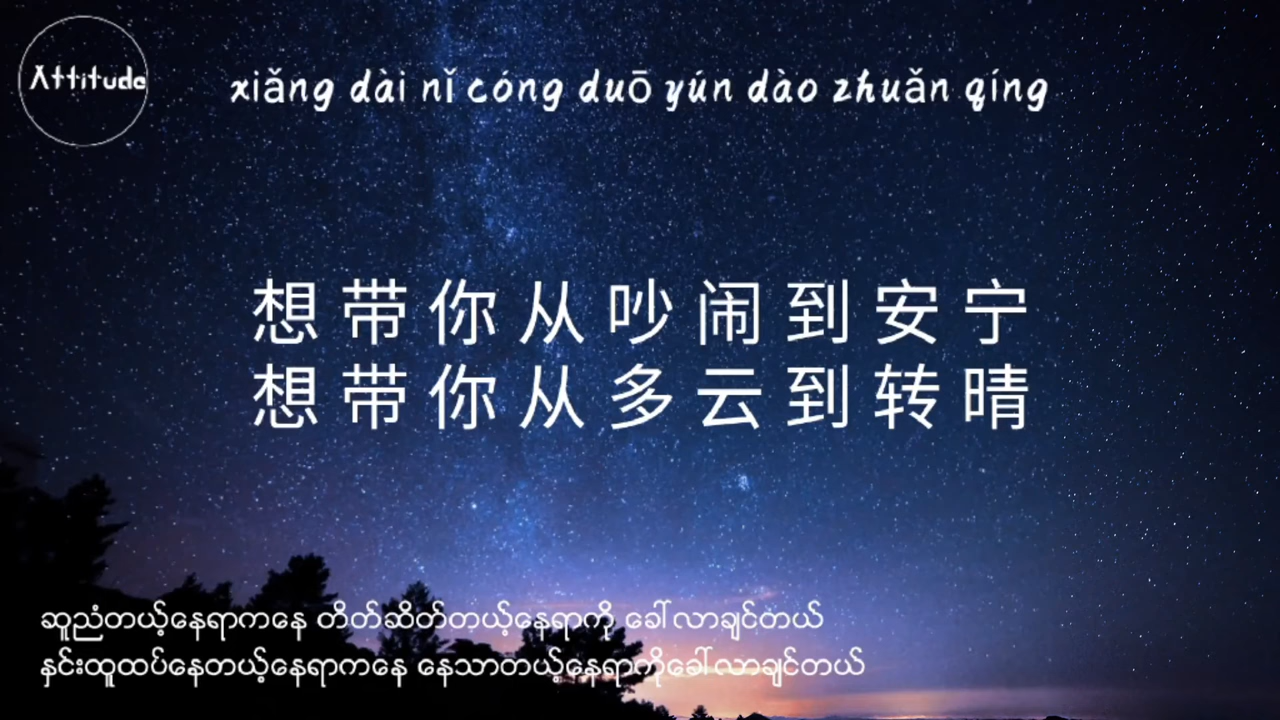 Attitude
xiǎng dài nǐ cóng duō yún dào zhuǎn qíng
想带你从吵闹到安宁
想带你从多云到转晴
ဆူညံတယ့်နေရာကနေ တိတ်ဆိတ်တယ့်နေရာကို ခေါ်လာချင်တယ်
နှင်းထူထပ်နေတယ့်နေရာကနေ နေသာတယ့်နေရာကိုခေါ်လာချင်တယ်